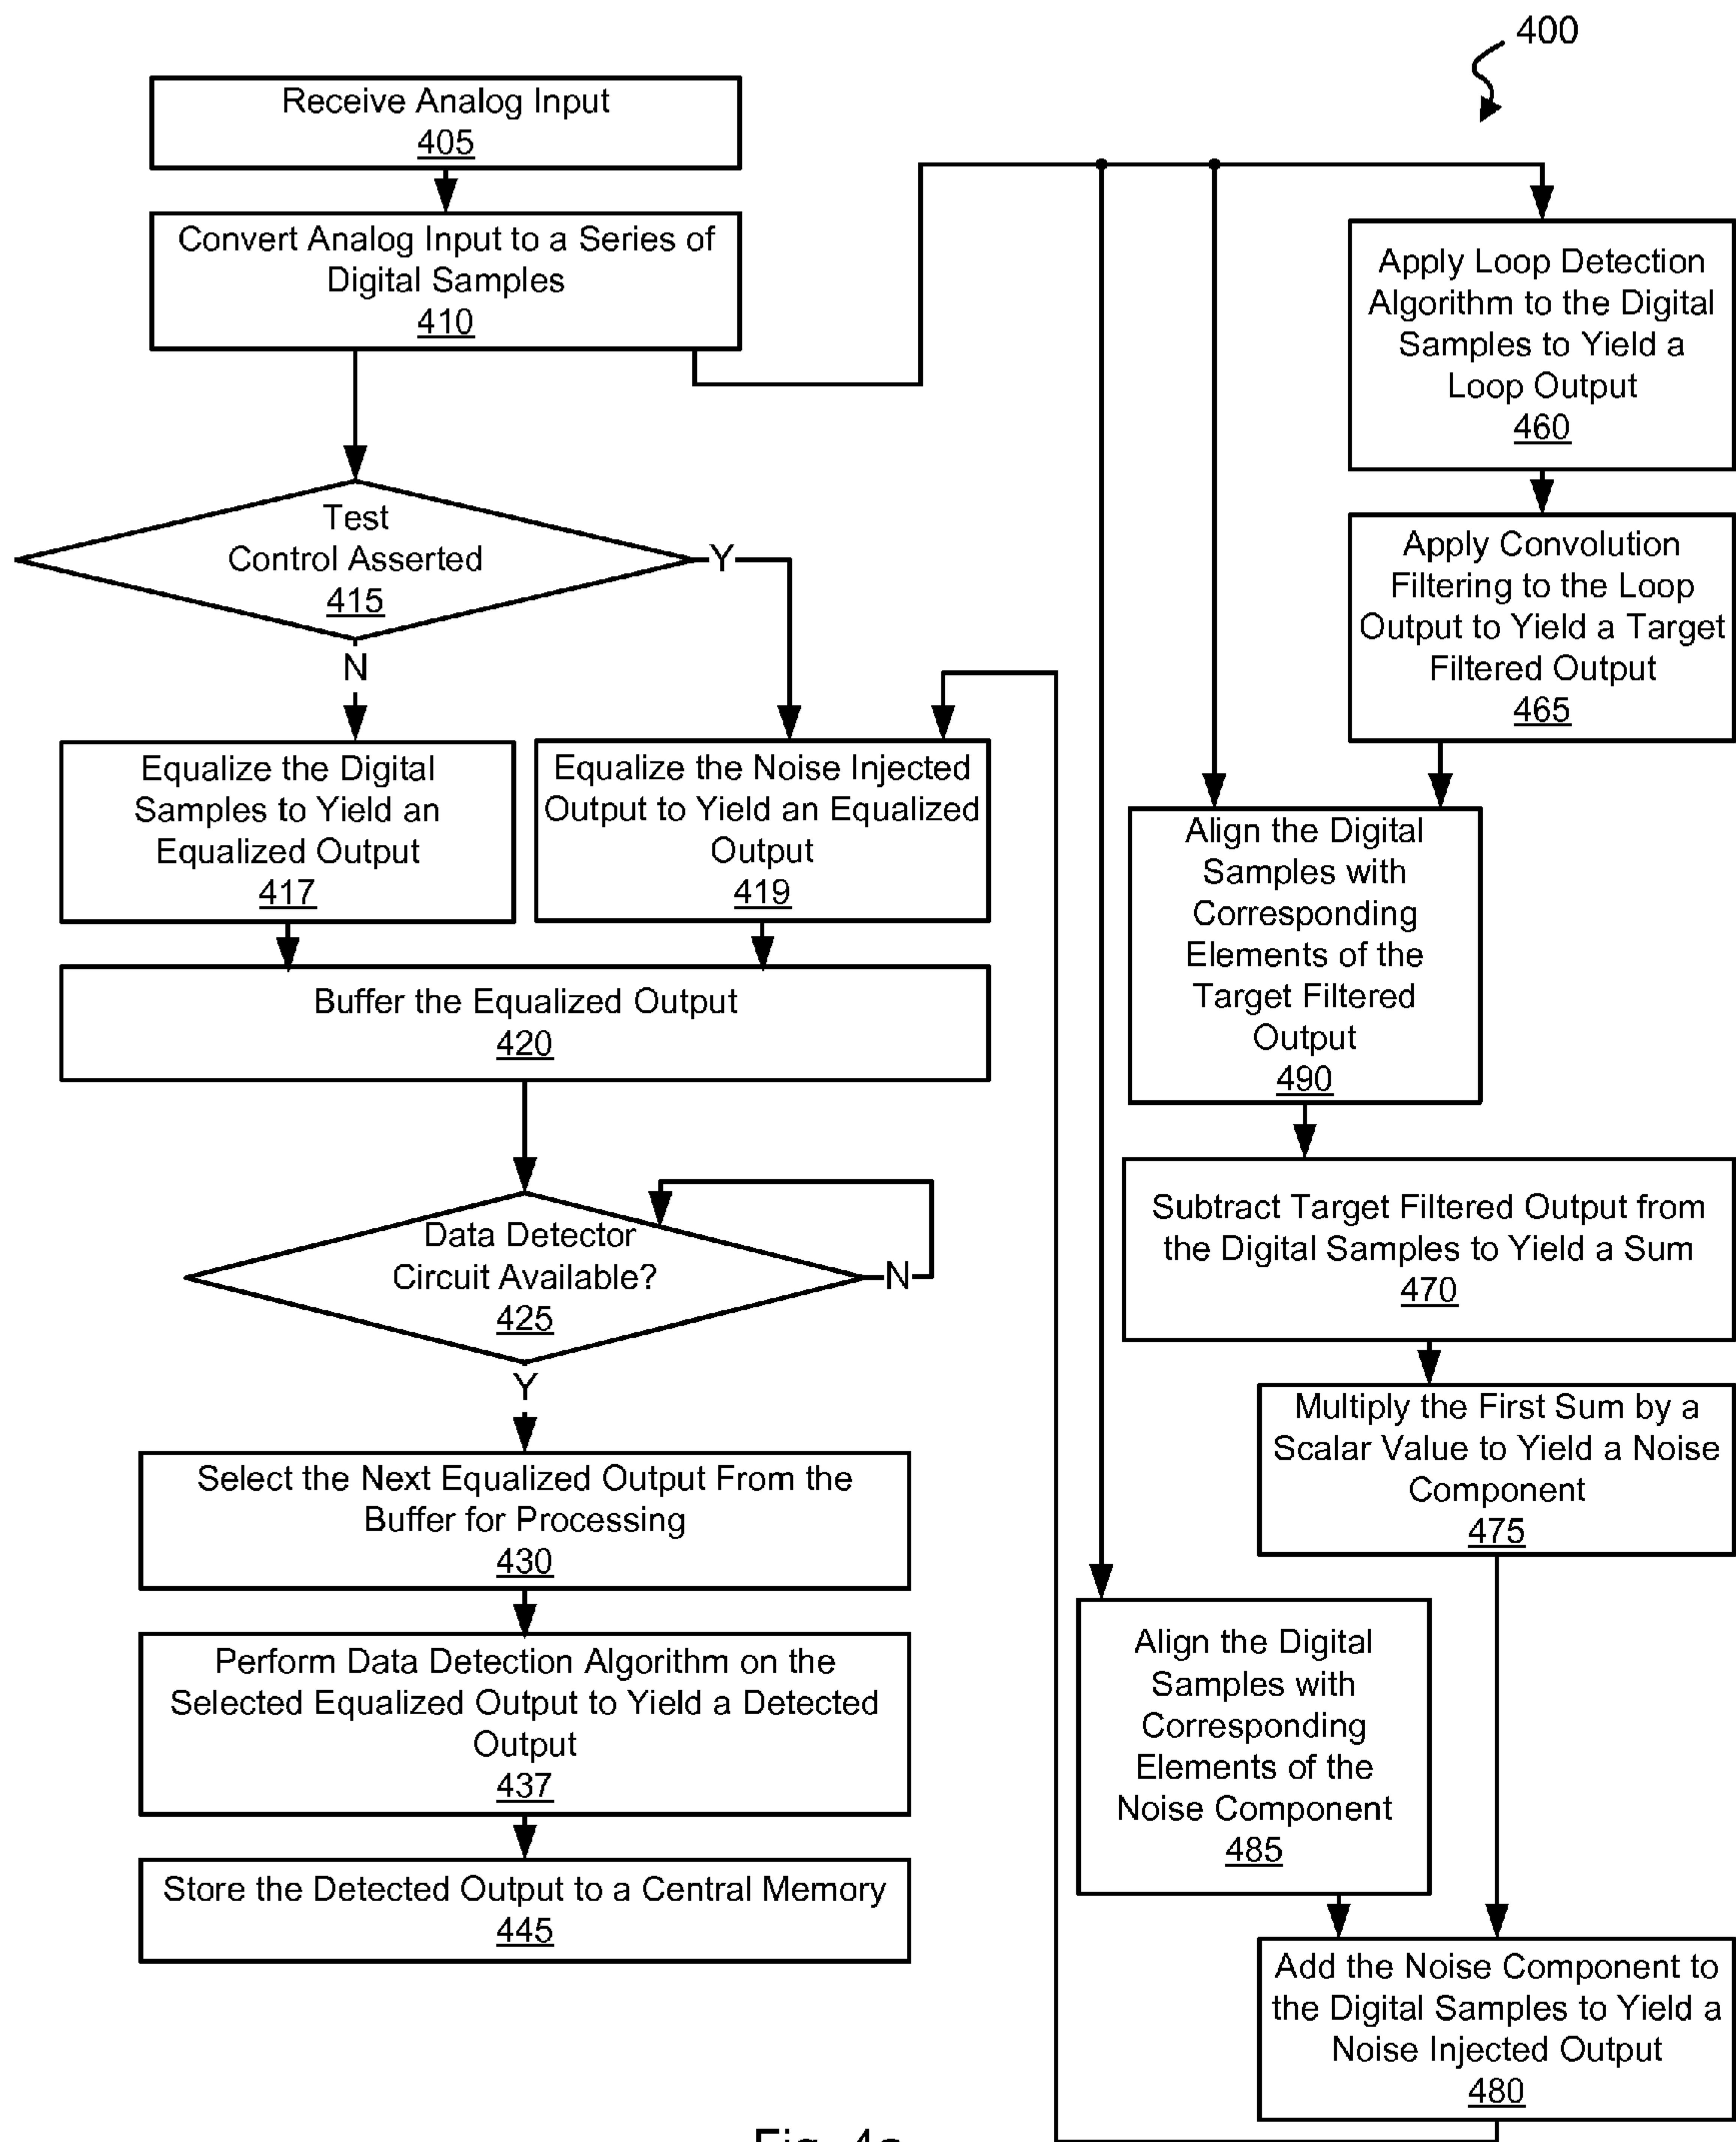 400
Receive Analog Input
405
Convert Analog Input to a Series of
Digital Samples
410
Test
Control Asserted
415
Y
N
Equalize the Digital
Samples to Yield an
Equalized Output
417
Equalize the Noise Injected
Output to Yield an Equalized
Output
419
Buffer the Equalized Output
420
Data Detector
Circuit Available?
425
N
Y
Select the Next Equalized Output From the
Buffer for Processing
430
Perform Data Detection Algorithm on the
Selected Equalized Output to Yield a Detected
Output
437
Store the Detected Output to a Central Memory
445
Apply Loop Detection
Algorithm to the Digital
Samples to Yield a
Loop Output
460
Apply Convolution
Filtering to the Loop
Output to Yield a Target
Filtered Output
465
Align the Digital
Samples with
Corresponding
Elements of the
Target Filtered
Output
490
Subtract Target Filtered Output from
the Digital Samples to Yield a Sum
470
Multiply the First Sum by a
Scalar Value to Yield a Noise
Component
475
Align the Digital
Samples with
Corresponding
Elements of the
Noise Component
485
Add the Noise Component to
the Digital Samples to Yield a
Noise Injected Output
480